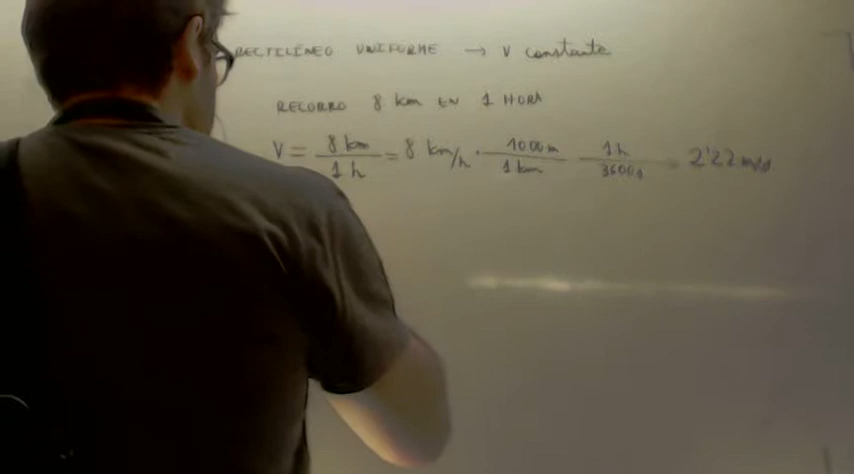 RECTILÍNEO UNIFORME → V constante
RECORRO 8 km EN 1 HORA
V = 8 km / 1 h = 8 km/h · 1000 m / 1 km 1 h / 3600 s 2'22 m/s